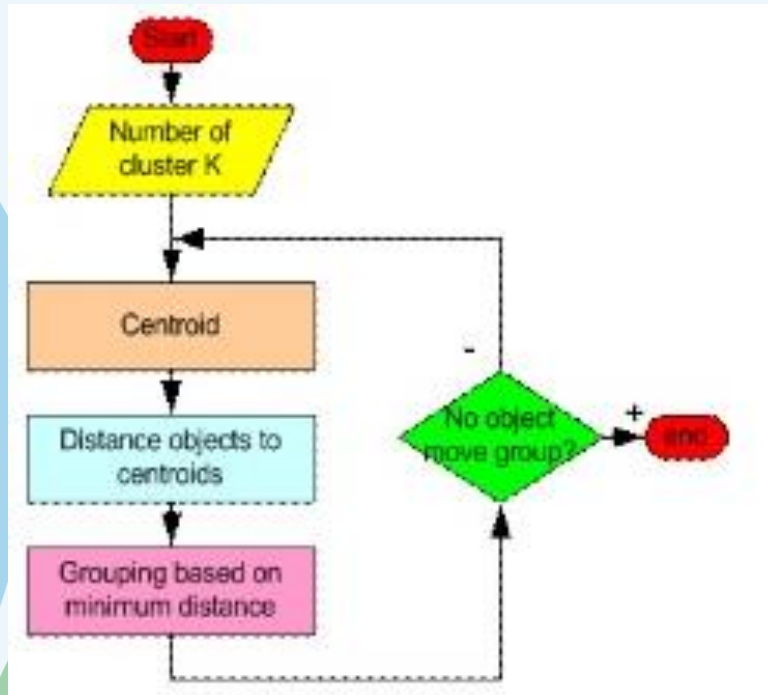 Start
Number of
cluster K
Centroid
Distance objects to
centroids
Grouping based on
minimum distance
-
No object
move group?
+
end